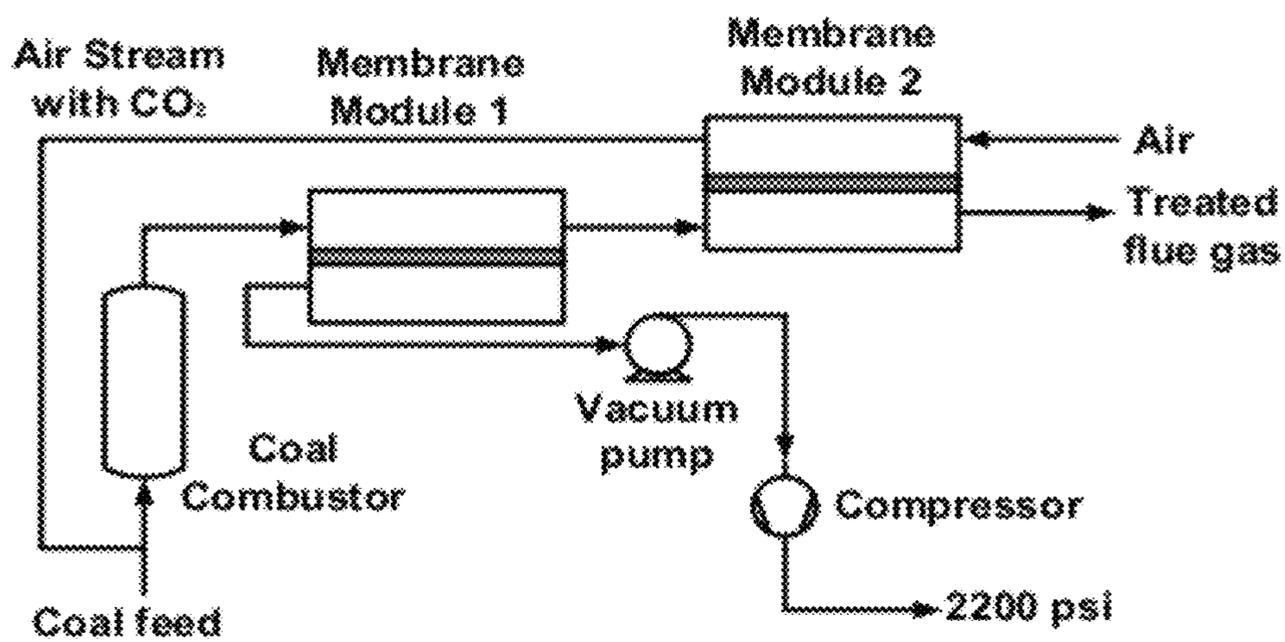 Air Stream
with CO₂
Membrane
Module 1
Membrane
Module 2
Air
Treated
flue gas
Vacuum
pump
Coal
Combustor
Compressor
Coal feed
2200 psi